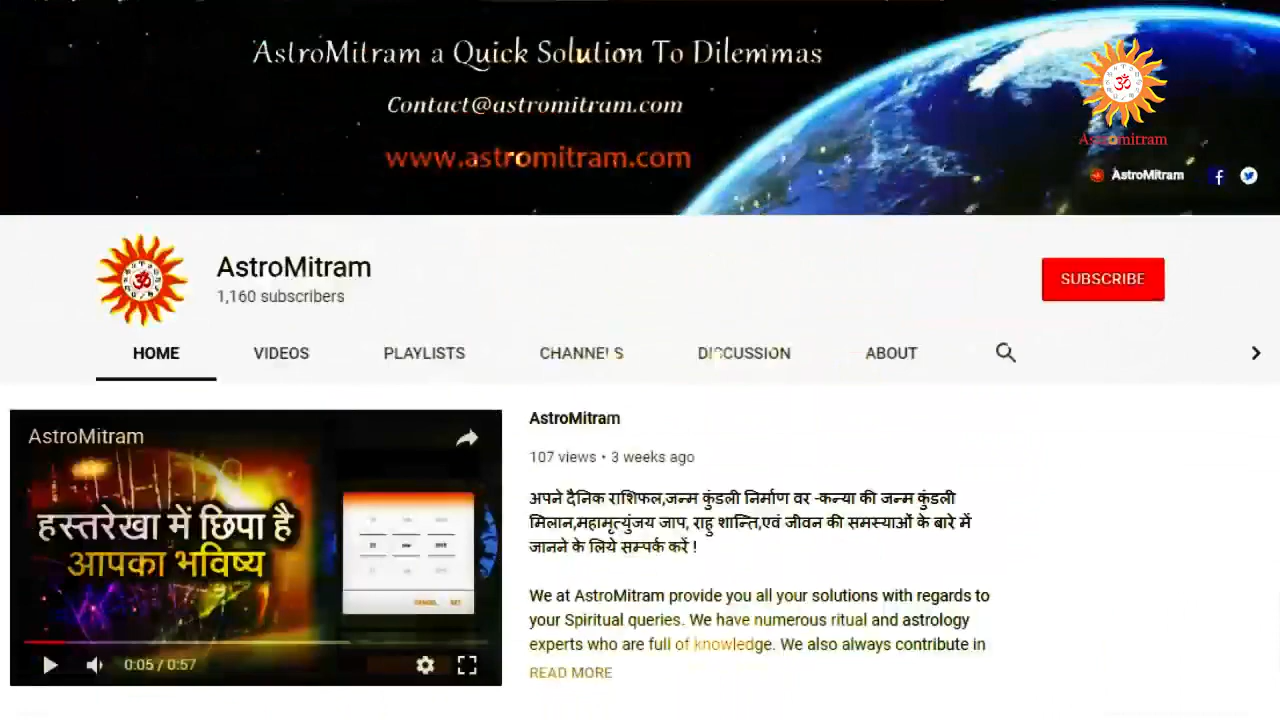 AstroMitram a Quick Solution To Dilemmas
Contact@astromitram.com
www.astromitram.com
Astromitram
AstroMitram
AstroMitram
1,160 subscribers
SUBSCRIBE
HOME VIDEOS PLAYLISTS CHANNELS DISCUSSION ABOUT
AstroMitram
हस्तरेखा में छिपा है
आपका भविष्य
CANCEL SET
0:05 / 0:57
AstroMitram
107 views • 3 weeks ago
अपने दैनिक राशिफल,जन्म कुंडली निर्माण वर -कन्या की जन्म कुंडली
मिलान,महामृत्युंजय जाप, राहु शान्ति,एवं जीवन की समस्याओं के बारे में
जानने के लिये सम्पर्क करें !
We at AstroMitram provide you all your solutions with regards to
your Spiritual queries. We have numerous ritual and astrology
experts who are full of knowledge. We also always contribute in
READ MORE